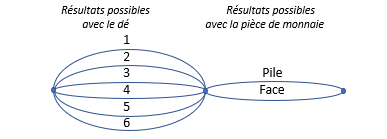 Résultats possibles
avec le dé
Résultats possibles
avec la pièce de monnaie
1
2
3
4
5
6
Pile
Face